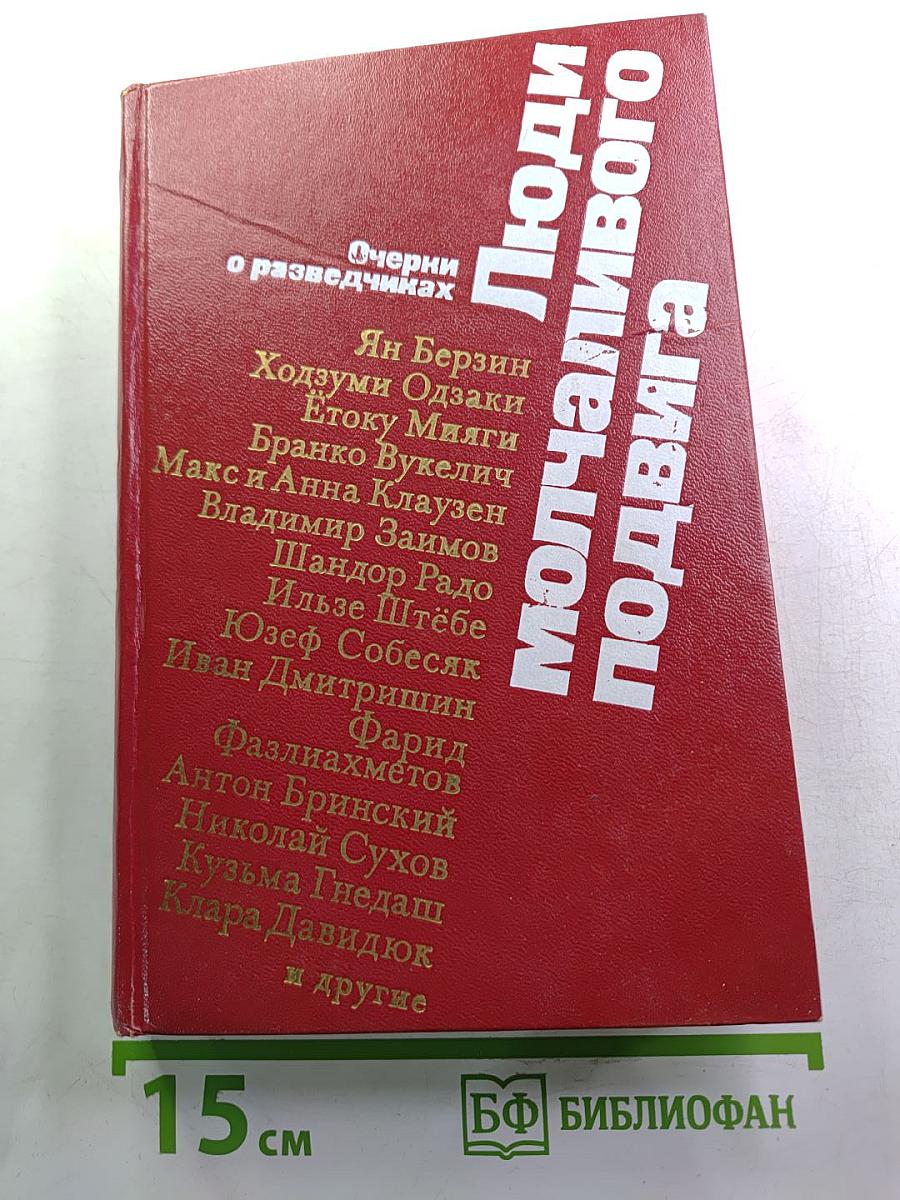 Люди
молчаливого
подвига
Очерки
о разведчиках
Ян Берзин
Ходзуми Одзаки
Ётоку Мияги
Бранко Вукелич
Макс и Анна Клаузен
Владимир Заимов
Шандор Радо
Ильзе Штёбе
Юзеф Собесяк
Иван Дмитришин
Фарид
Фазлиахметов
Антон Бринский
Николай Сухов
Кузьма Гнедаш
Клара Давидюк
и другие
15 см
БФ БИБЛИОФАН